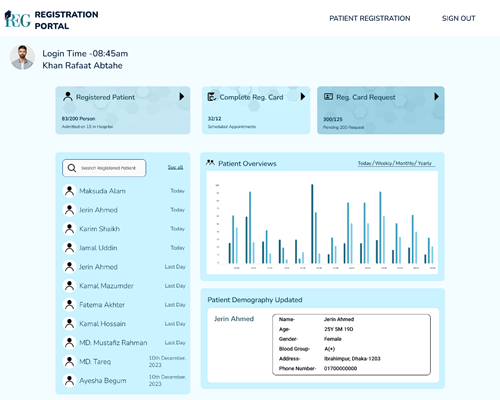 REG REGISTRATION
PORTAL
PATIENT REGISTRATION
SIGN OUT
Login Time -08:45am
Khan Rafaat Abtahe
Registered Patient
83/200 Person
Admitted on 15 in Hospital
Complete Reg. Card
32/12
Scheduled Appointments
Reg. Card Request
300/125
Pending 200 Request
Search Registered Patient
See all
Maksuda Alam Today
Jerin Ahmed Today
Karim Shaikh Today
Jamal Uddin Today
Jerin Ahmed Last Day
Kamal Mazumder Last Day
Fatema Akhter Last Day
Kamal Hossain Last Day
MD. Mustafiz Rahman Last Day
MD. Tareq 10th December,
2023
Ayesha Begum 10th December,
2023
Patient Overviews
Today/Weekly/Monthly/ Yearly
Patient Demography Updated
Jerin Ahmed
Name- Jerin Ahmed
Age- 25Y 5M 19D
Gender- Female
Blood Group- A(+)
Address- Ibrahimpur, Dhaka-1203
Phone Number- 01700000000